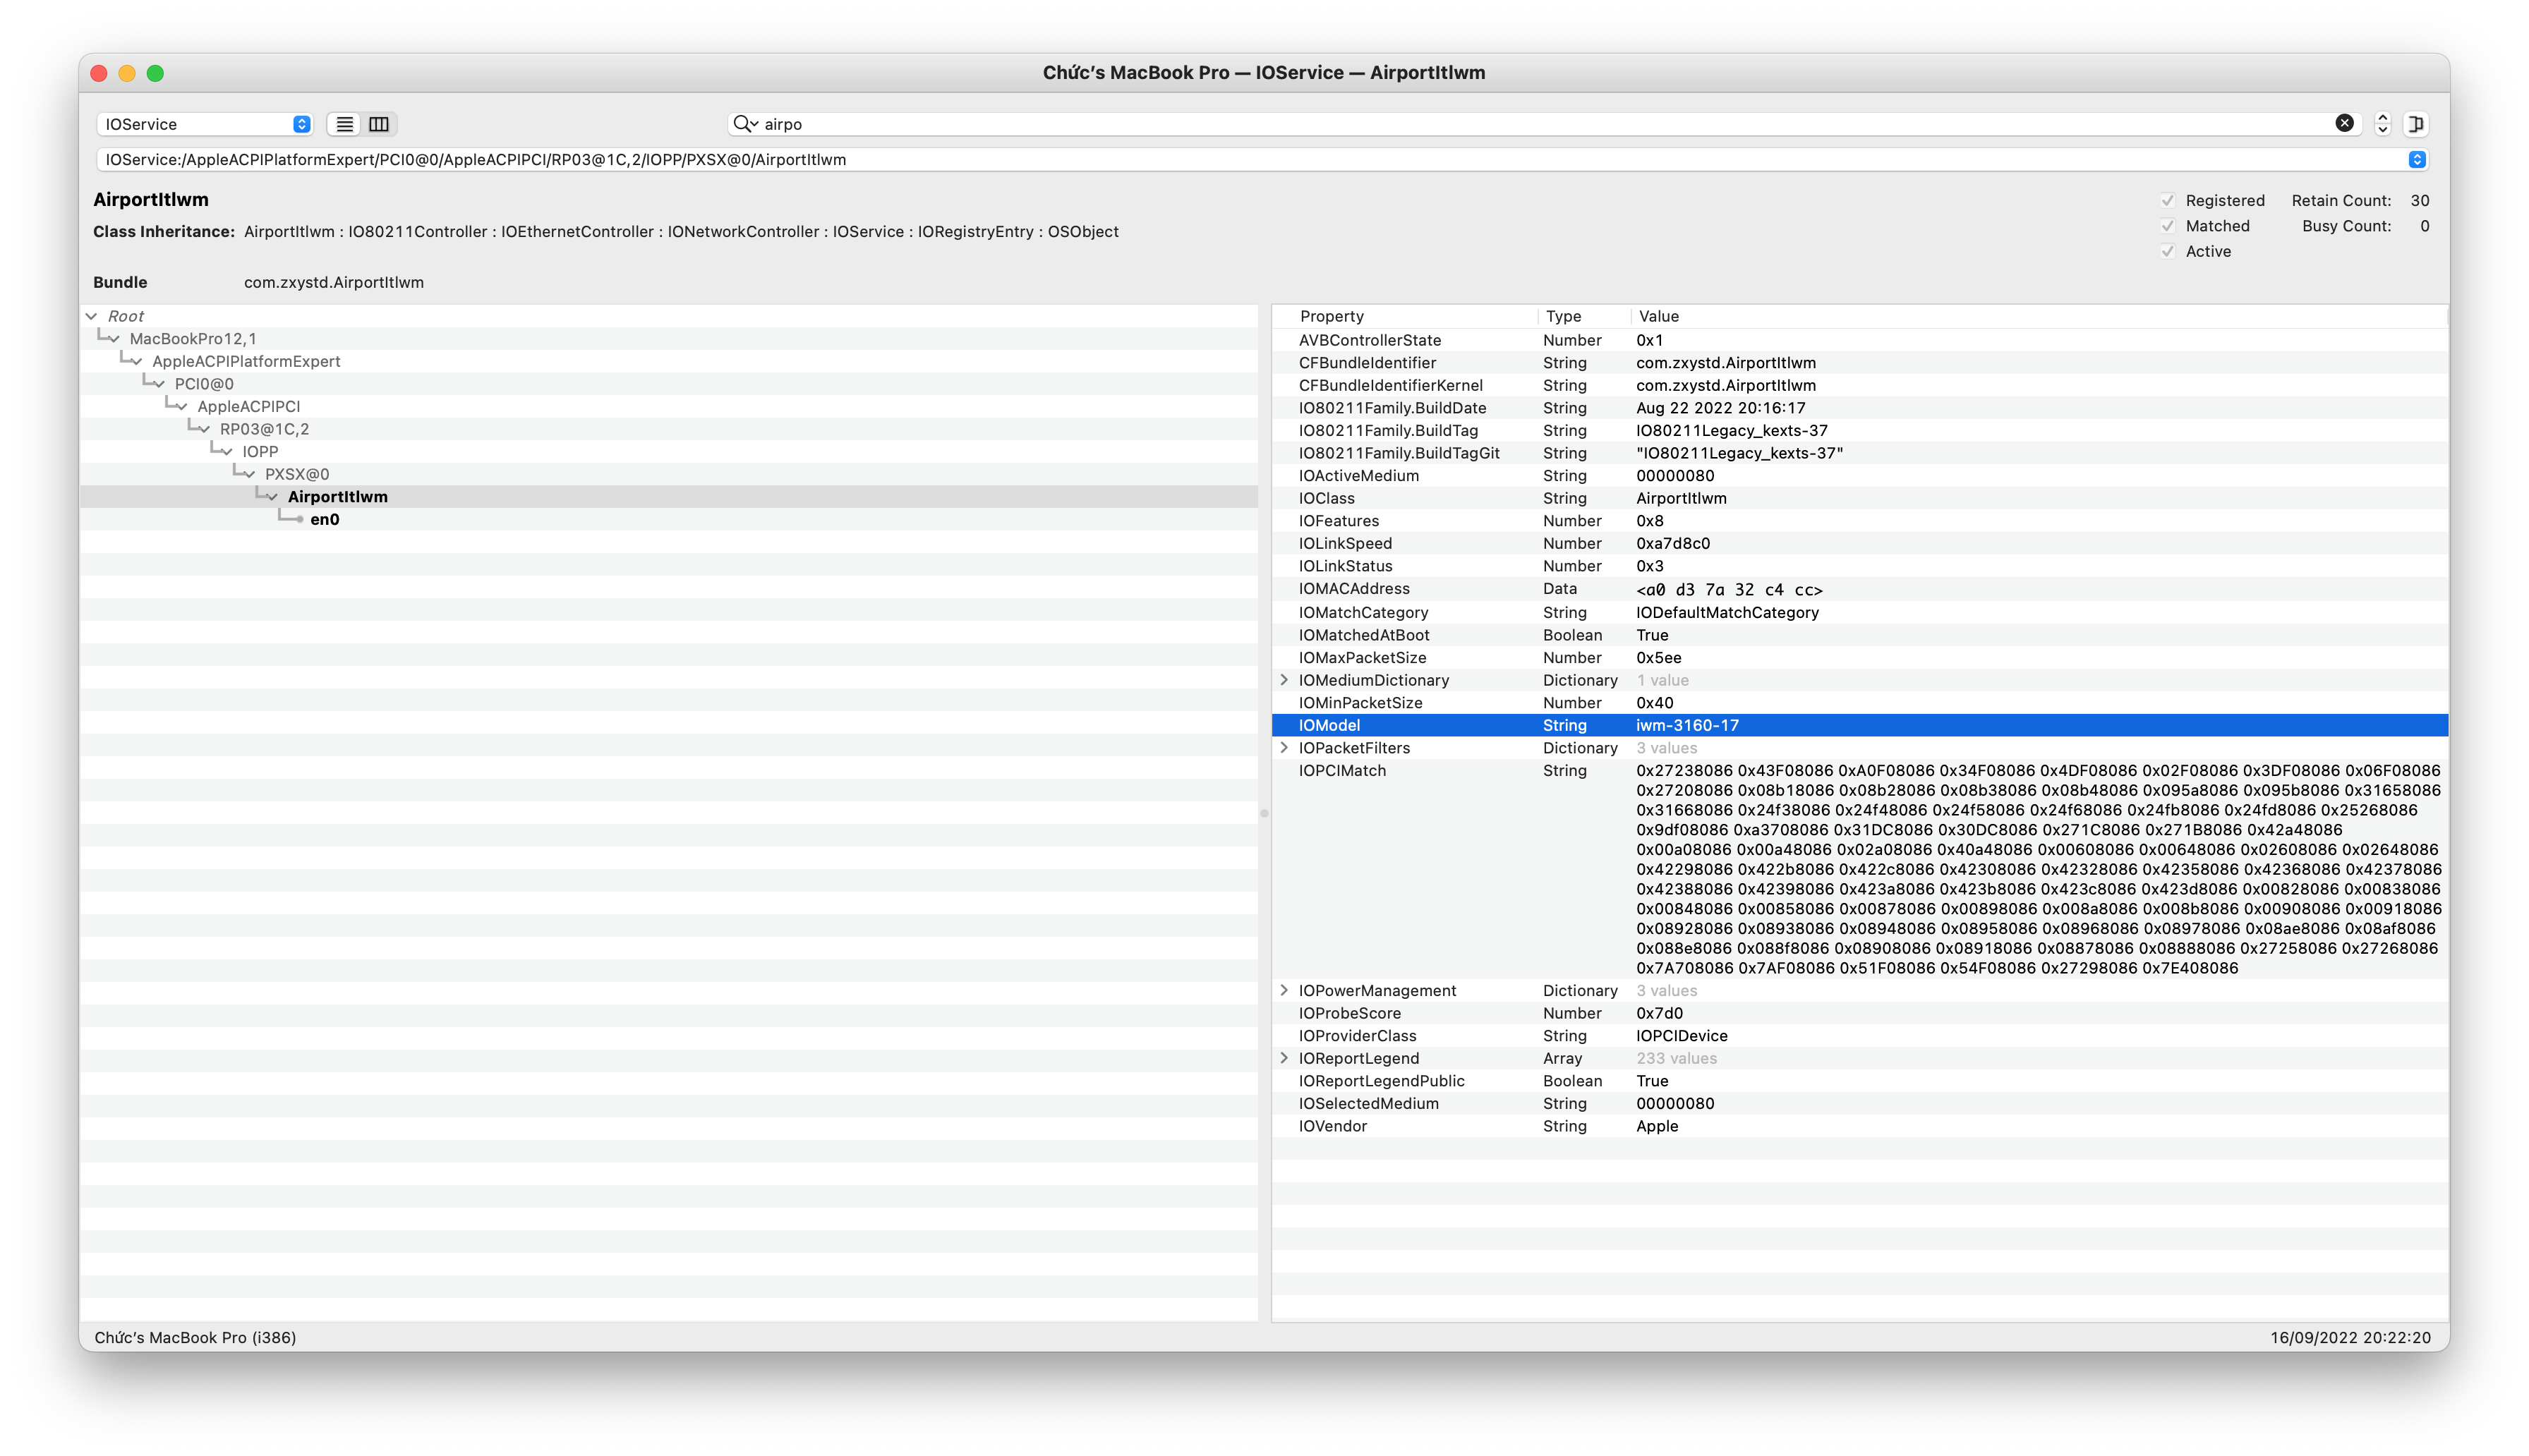 Chức’s MacBook Pro — IOService — AirportItlwm
IOService
airpo
IOService:/AppleACPIPlatformExpert/PCI0@0/AppleACPIPCI/RP03@1C,2/IOPP/PXSX@0/AirportItlwm
AirportItlwm
Class Inheritance: AirportItlwm : IO80211Controller : IOEthernetController : IONetworkController : IOService : IORegistryEntry : OSObject
Bundle com.zxystd.AirportItlwm
Registered Retain Count: 30
Matched Busy Count: 0
Active
Root
MacBookPro12,1
AppleACPIPlatformExpert
PCI0@0
AppleACPIPCI
RP03@1C,2
IOPP
PXSX@0
AirportItlwm
en0
Property Type Value
AVBControllerState Number 0x1
CFBundleIdentifier String com.zxystd.AirportItlwm
CFBundleIdentifierKernel String com.zxystd.AirportItlwm
IO80211Family.BuildDate String Aug 22 2022 20:16:17
IO80211Family.BuildTag String IO80211Legacy_kexts-37
IO80211Family.BuildTagGit String "IO80211Legacy_kexts-37"
IOActiveMedium String 00000080
IOClass String AirportItlwm
IOFeatures Number 0x8
IOLinkSpeed Number 0xa7d8c0
IOLinkStatus Number 0x3
IOMACAddress Data <a0 d3 7a 32 c4 cc>
IOMatchCategory String IODefaultMatchCategory
IOMatchedAtBoot Boolean True
IOMaxPacketSize Number 0x5ee
IOMediumDictionary Dictionary 1 value
IOMinPacketSize Number 0x40
IOModel String iwm-3160-17
IOPacketFilters Dictionary 3 values
IOPCIMatch String 0x27238086 0x43F08086 0xA0F08086 0x34F08086 0x4DF08086 0x02F08086 0x3DF08086 0x06F08086
0x27208086 0x08b18086 0x08b28086 0x08b38086 0x08b48086 0x095a8086 0x095b8086 0x31658086
0x31668086 0x24f38086 0x24f48086 0x24f58086 0x24f68086 0x24fb8086 0x24fd8086 0x25268086
0x9df08086 0xa3708086 0x31DC8086 0x30DC8086 0x271C8086 0x271B8086 0x42a48086
0x00a08086 0x00a48086 0x02a08086 0x40a48086 0x00608086 0x00648086 0x02608086 0x02648086
0x42298086 0x422b8086 0x422c8086 0x42308086 0x42328086 0x42358086 0x42368086 0x42378086
0x42388086 0x42398086 0x423a8086 0x423b8086 0x423c8086 0x423d8086 0x00828086 0x00838086
0x00848086 0x00858086 0x00878086 0x00898086 0x008a8086 0x008b8086 0x00908086 0x00918086
0x08928086 0x08938086 0x08948086 0x08958086 0x08968086 0x08978086 0x08ae8086 0x08af8086
0x088e8086 0x088f8086 0x08908086 0x08918086 0x08878086 0x08888086 0x27258086 0x27268086
0x7A708086 0x7AF08086 0x51F08086 0x54F08086 0x27298086 0x7E408086
IOPowerManagement Dictionary 3 values
IOProbeScore Number 0x7d0
IOProviderClass String IOPCIDevice
IOReportLegend Array 233 values
IOReportLegendPublic Boolean True
IOSelectedMedium String 00000080
IOVendor String Apple
Chức’s MacBook Pro (i386)
16/09/2022 20:22:20